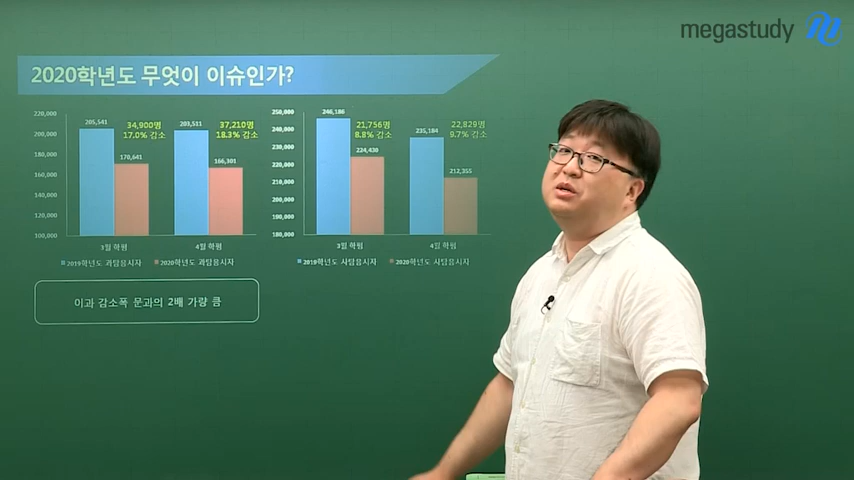 megastudy
2020학년도 무엇이 이슈인가?
220,000
200,000
180,000
160,000
140,000
120,000
100,000
205,541
34,900명
17.0% 감소
170,641
203,511
37,210명
18.3% 감소
166,301
3월 학평
4월 학평
2019학년도 과탐응시자
2020학년도 과탐응시자
250,000
240,000
230,000
220,000
210,000
200,000
190,000
180,000
246,186
21,756명
8.8% 감소
224,430
235,184
22,829명
9.7% 감소
212,355
3월 학평
4월 학평
2019학년도 사탐응시자
2020학년도 사탐응시자
이과 감소폭 문과의 2배 가량 큼